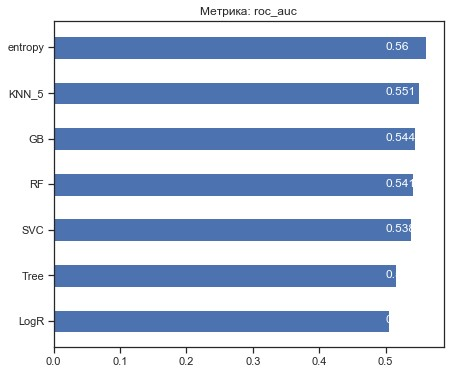 Метрика: roc_auc
entropy 0.56
KNN_5 0.551
GB 0.544
RF 0.541
SVC 0.538
Tree
LogR
0.0 0.1 0.2 0.3 0.4 0.5